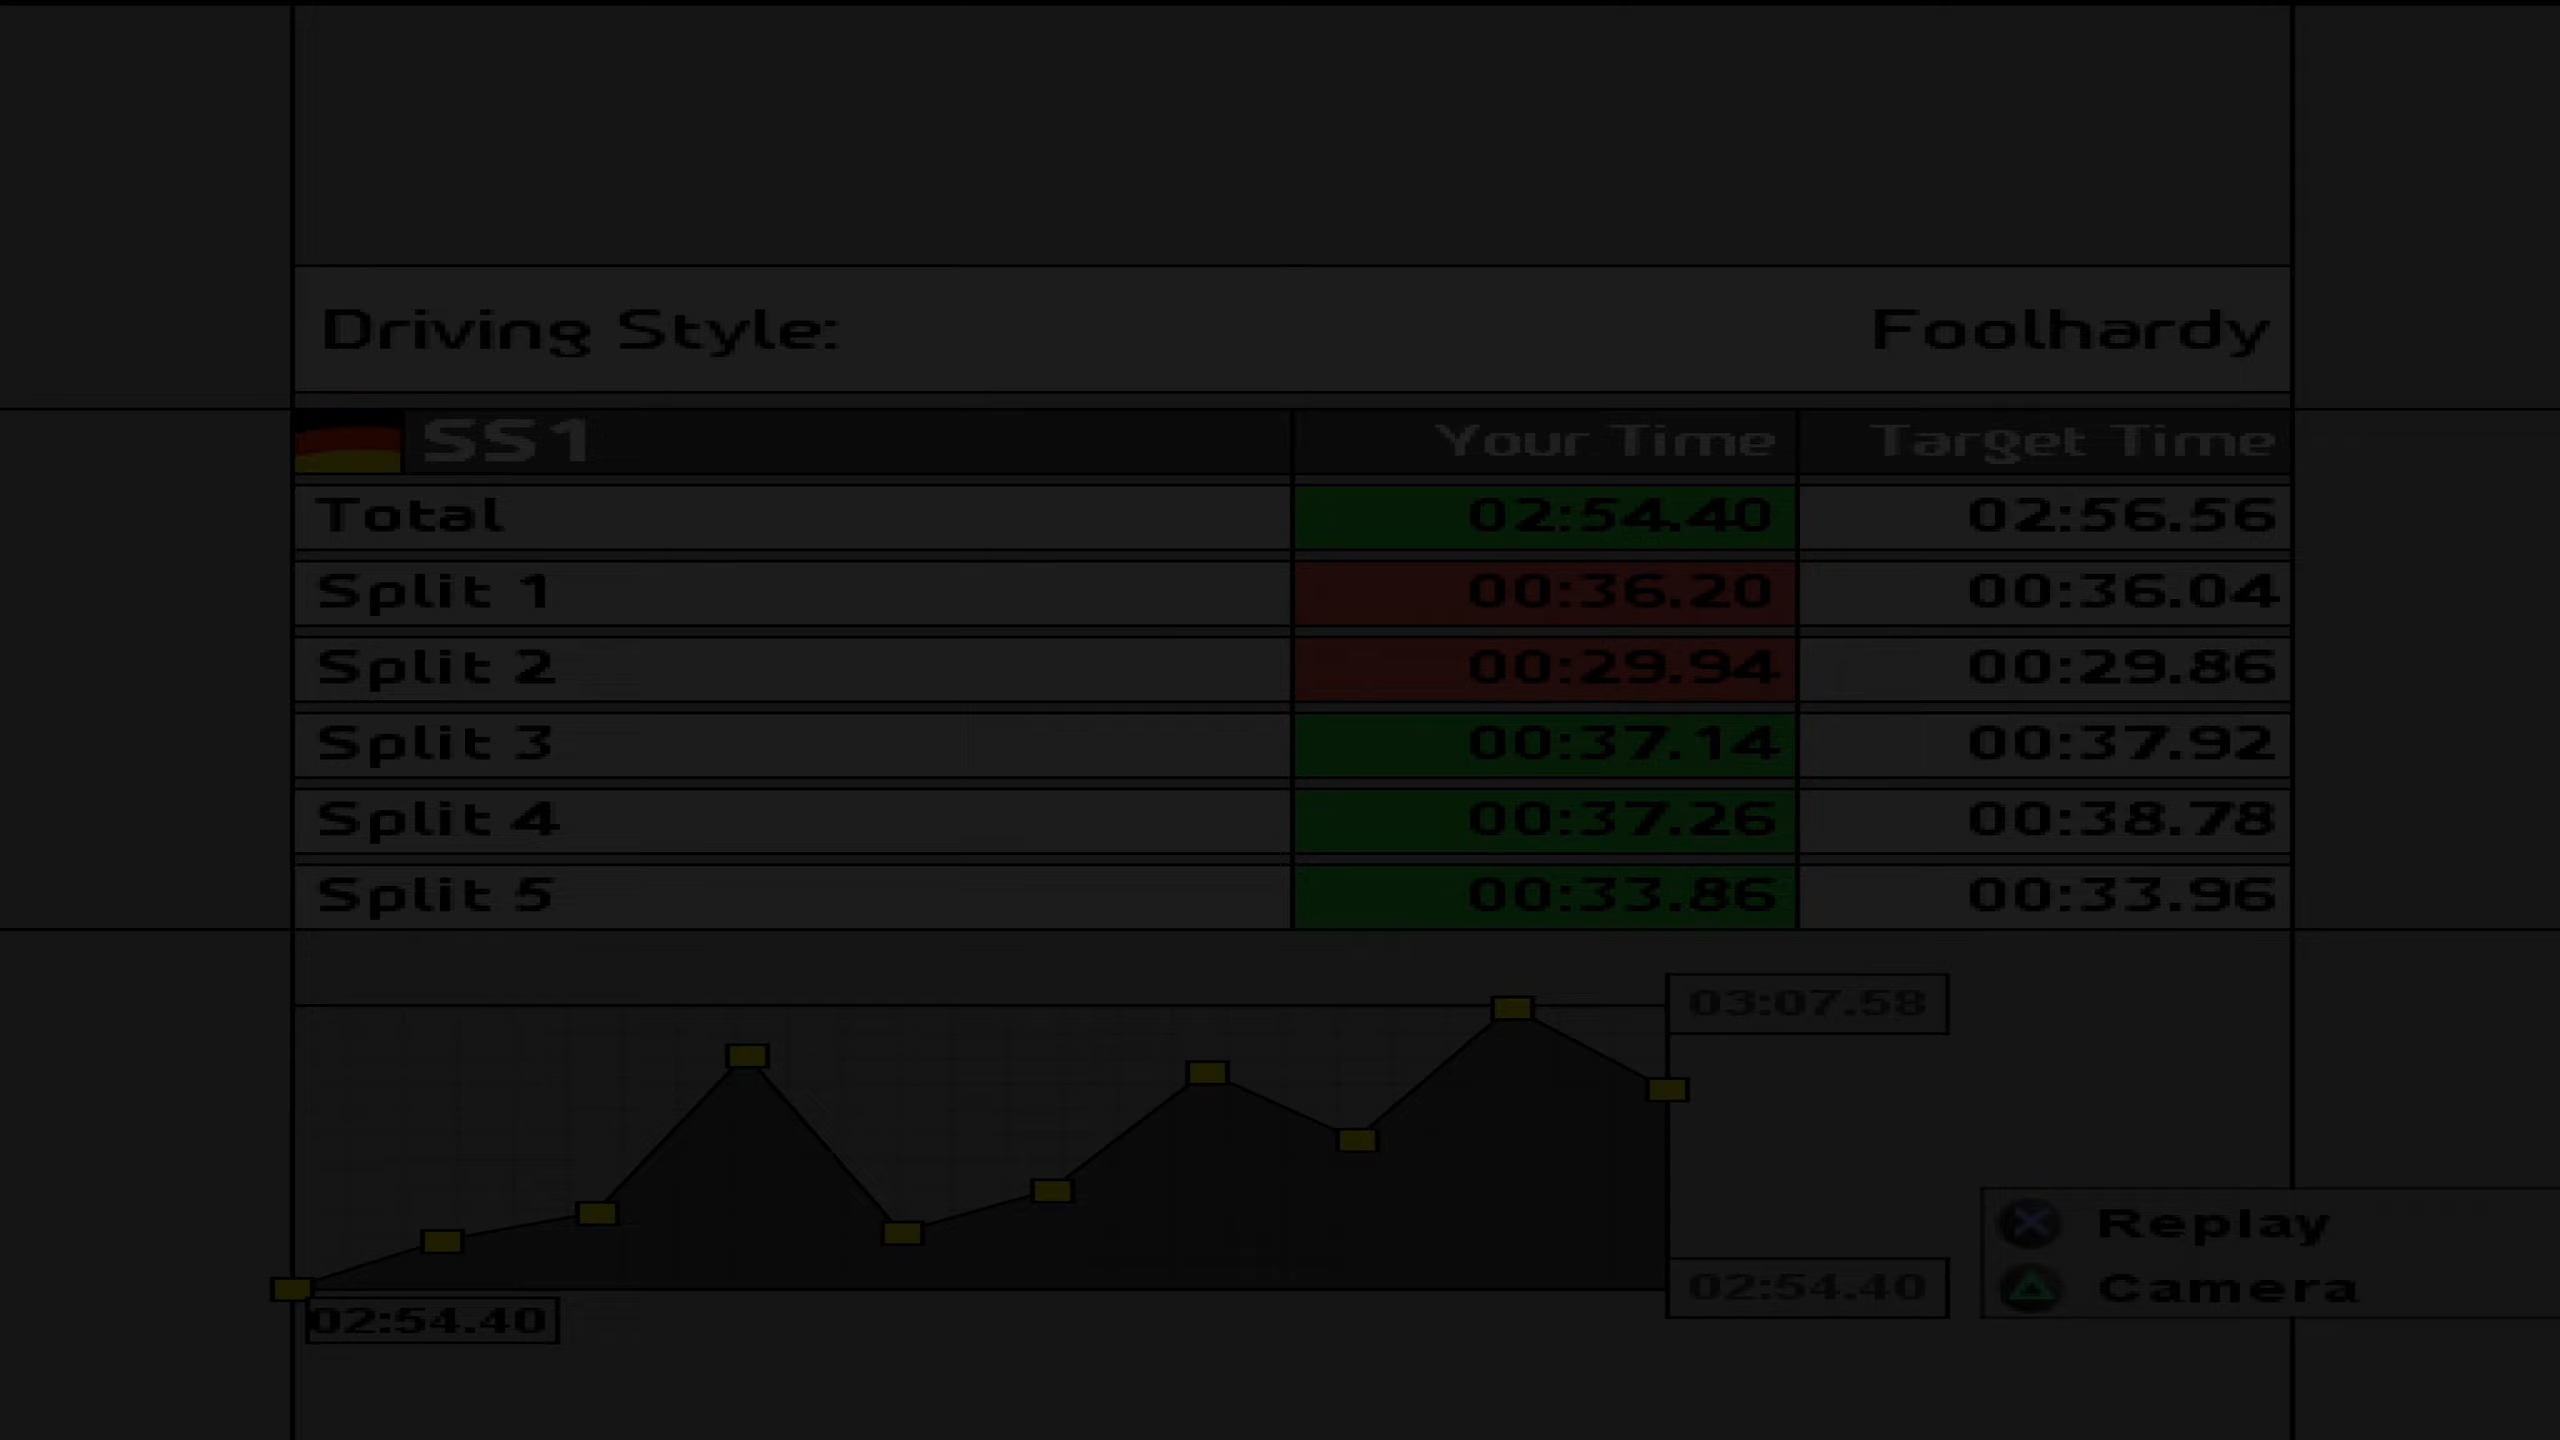 Driving Style: Foolhardy
SS1 Your Time Target Time
Total 02:54.40 02:56.56
Split 1 00:36.20 00:36.04
Split 2 00:29.94 00:29.86
Split 3 00:37.14 00:37.92
Split 4 00:37.26 00:38.78
Split 5 00:33.86 00:33.96
03:07.58
02:54.40
02:54.40
Replay
Camera